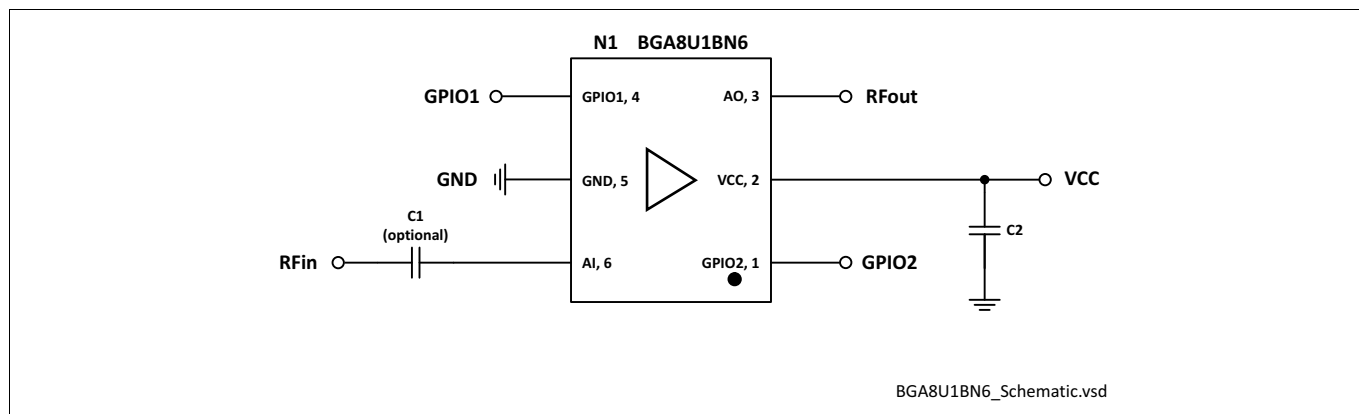 N1 BGA8U1BN6
GPIO1
GPIO1, 4
AO, 3
RFout
GND
GND, 5
VCC, 2
VCC
C1
(optional)
C2
RFin
AI, 6
GPIO2, 1
GPIO2
BGA8U1BN6_Schematic.vsd